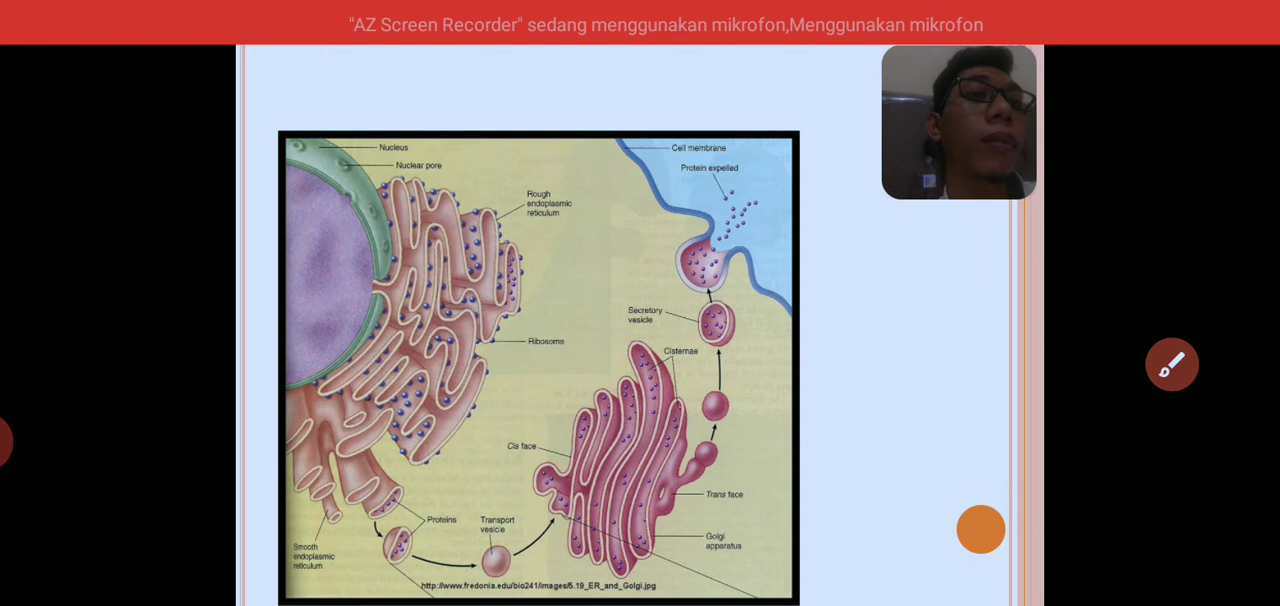 "AZ Screen Recorder" sedang menggunakan mikrofon,Menggunakan mikrofon
Nucleus
Nuclear pore
Rough
endoplasmic
reticulum
Cell membrane
Protein expelled
Ribosome
Secretory
vesicle
Cisternae
Cis face
Trans face
Golgi
apparatus
Proteins
Transport
vesicle
Smooth
endoplasmic
reticulum
http://www.fredonia.edu/bio241/images/5.19_ER_and_Golgi.jpg